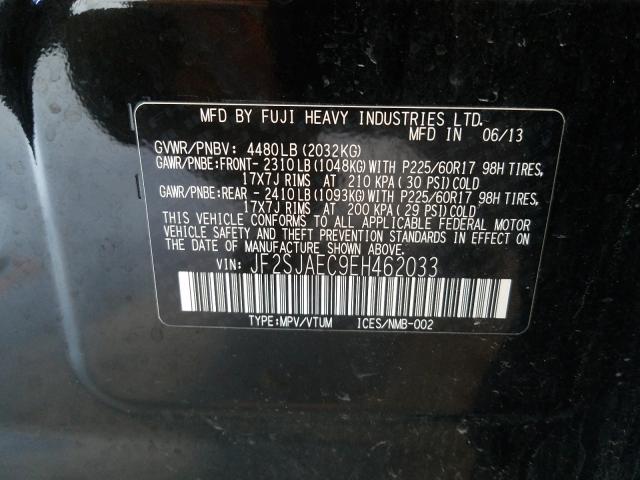 MFD BY FUJI HEAVY INDUSTRIES LTD.
MFD IN 06/13
GVWR/PNBV: 4480LB (2032KG)
GAWR/PNBE:FRONT- 2310LB (1048KG) WITH P225/60R17 98H TIRES,
17X7J RIMS AT 210 KPA ( 30 PSI) COLD
GAWR/PNBE:REAR - 2410LB (1093KG) WITH P225/60R17 98H TIRES,
17X7J RIMS AT 200 KPA ( 29 PSI) COLD
THIS VEHICLE CONFORMS TO ALL APPLICABLE FEDERAL MOTOR
VEHICLE SAFETY AND THEFT PREVENTION STANDARDS IN EFFECT
ON THE DATE OF MANUFACTURE SHOWN ABOVE.
VIN: JF2SJAEC9EH462033
TYPE:MPV/VTUM ICES/NMB-002